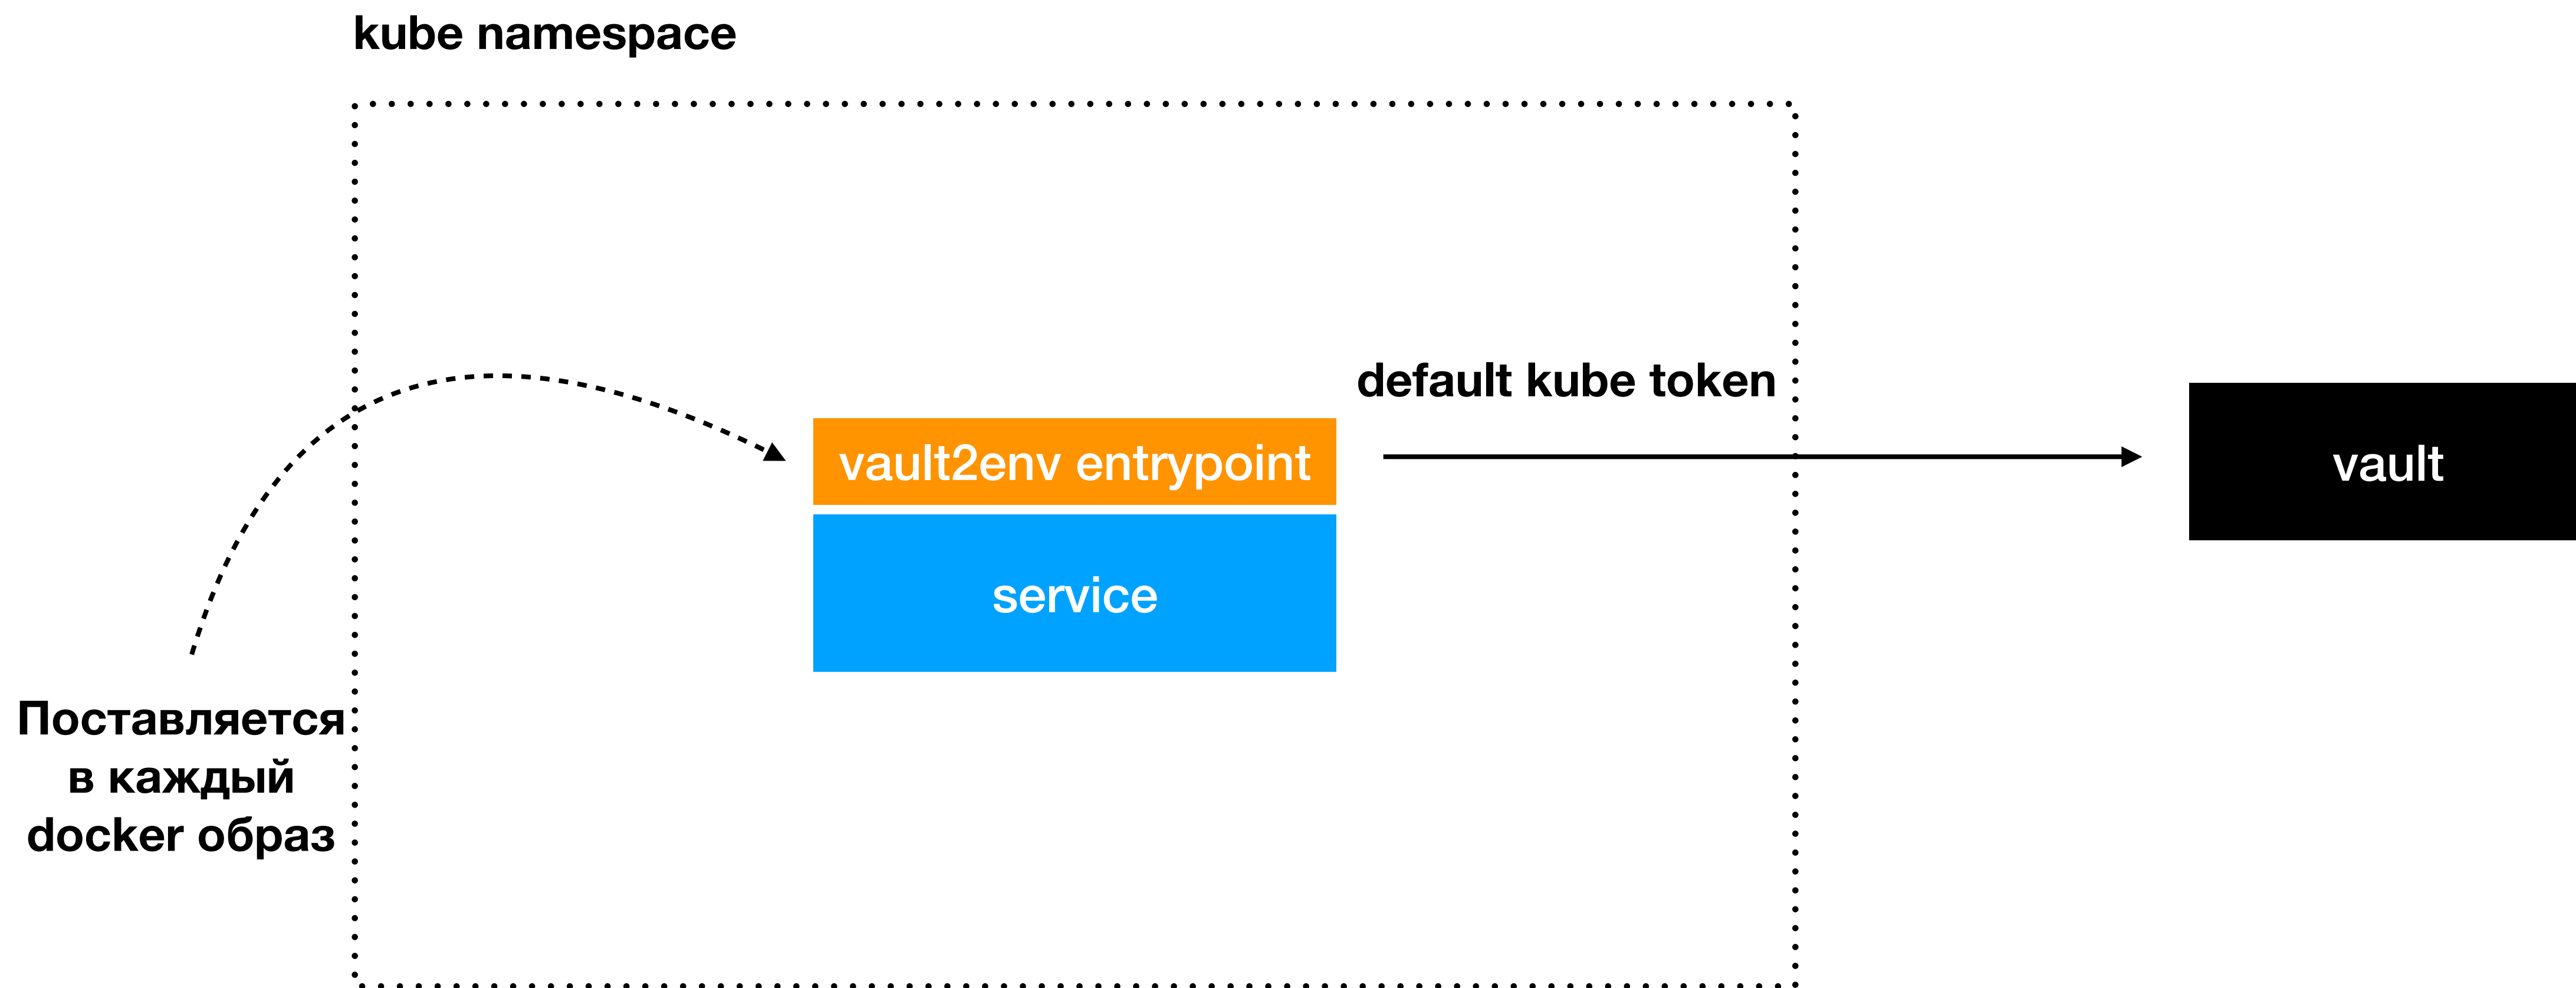 kube namespace
default kube token
vault2env entrypoint
vault
service
Поставляется
в каждый
docker образ